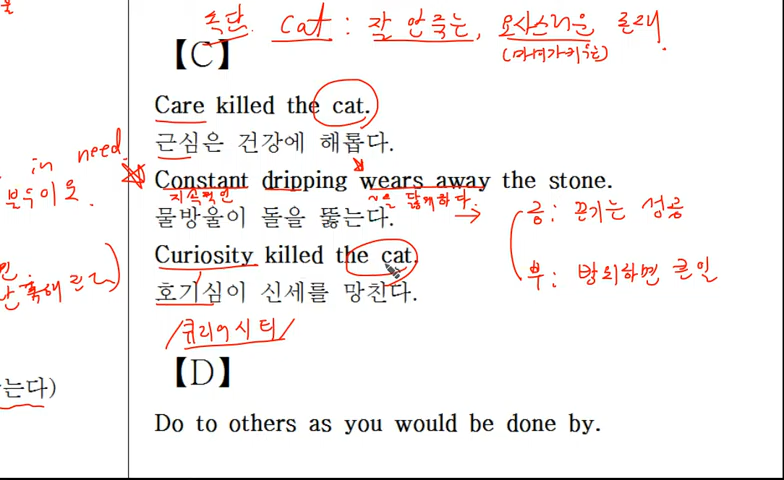 속단. cat : 잘 안죽는, 요사스러운 존재.
(마녀가키우는)
【C】
Care killed the cat.
근심은 건강에 해롭다.
in need.
Constant dripping wears away the stone.
지속적인 ~을 닳게하다.
물방울이 돌을 뚫는다. →
긍: 끈기는 성공
Curiosity killed the cat.
부: 방치하면 큰일
호기심이 신세를 망친다.
/큐리어시티/
【D】
는다)
Do to others as you would be done by.